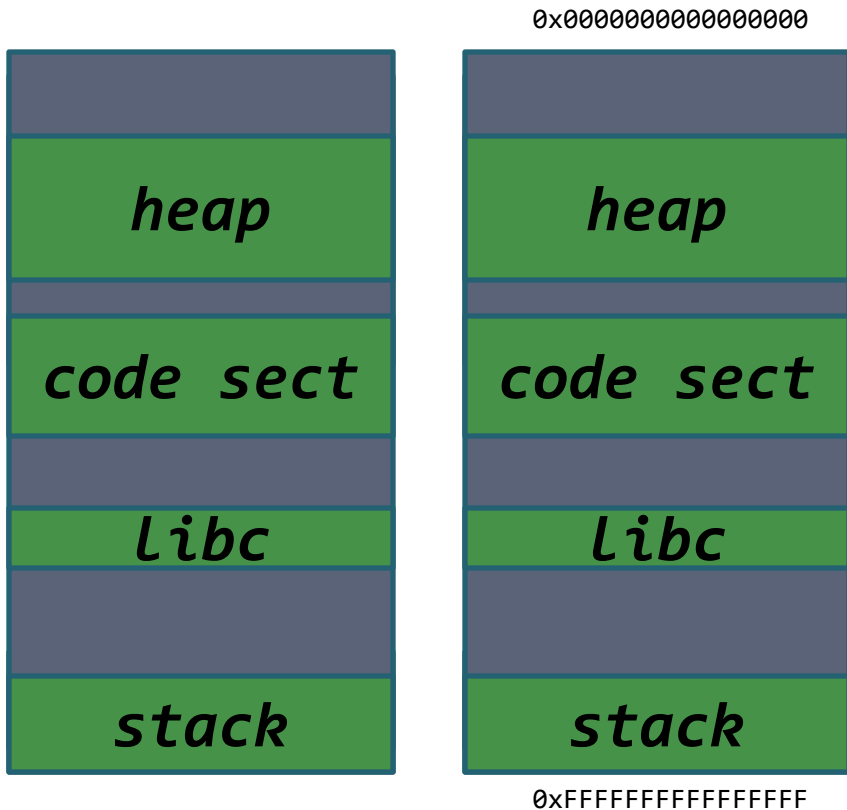 0x0000000000000000
heap
heap
code sect
code sect
libc
libc
stack
stack
0xFFFFFFFFFFFFFFFF